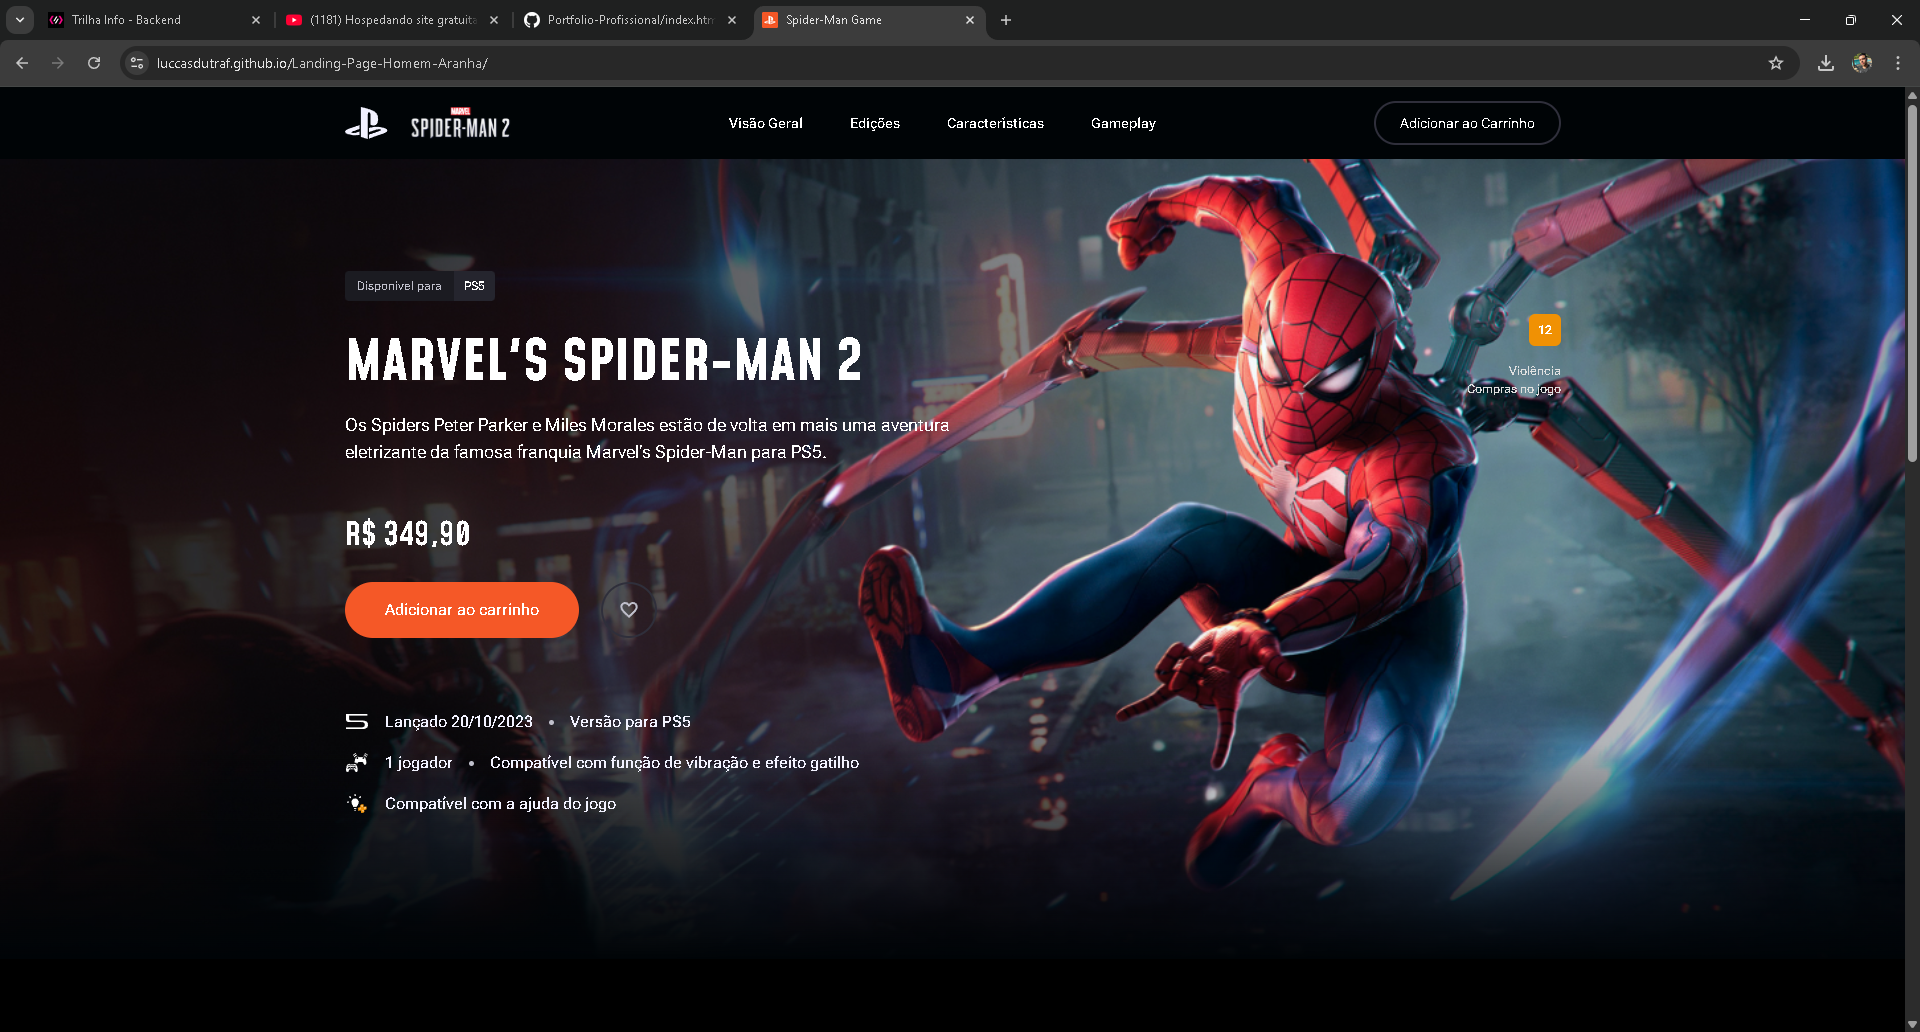 Trilha Info - Backend
(1181) Hospedando site gratuita
Portfolio-Profissional/index.htm
Spider-Man Game
luccasdutraf.github.io/Landing-Page-Homem-Aranha/
MARVEL
SPIDER-MAN 2
Visão Geral
Edições
Características
Gameplay
Adicionar ao Carrinho
Disponivel para PS5
MARVEL'S SPIDER-MAN 2
12
Violência
Compras no jogo
Os Spiders Peter Parker e Miles Morales estão de volta em mais uma aventura
eletrizante da famosa franquia Marvel's Spider-Man para PS5.
R$ 349,90
Adicionar ao carrinho
Lançado 20/10/2023 • Versão para PS5
1 jogador • Compatível com função de vibração e efeito gatilho
Compatível com a ajuda do jogo